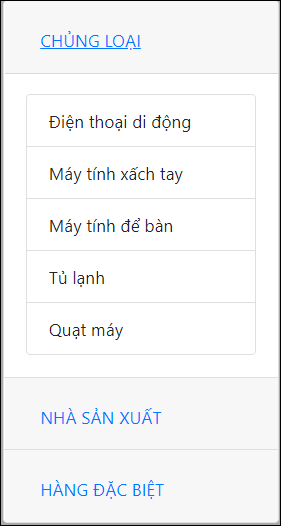 CHỦNG LOẠI
Điện thoại di động
Máy tính xách tay
Máy tính để bàn
Tủ lạnh
Quạt máy
NHÀ SẢN XUẤT
HÀNG ĐẶC BIỆT